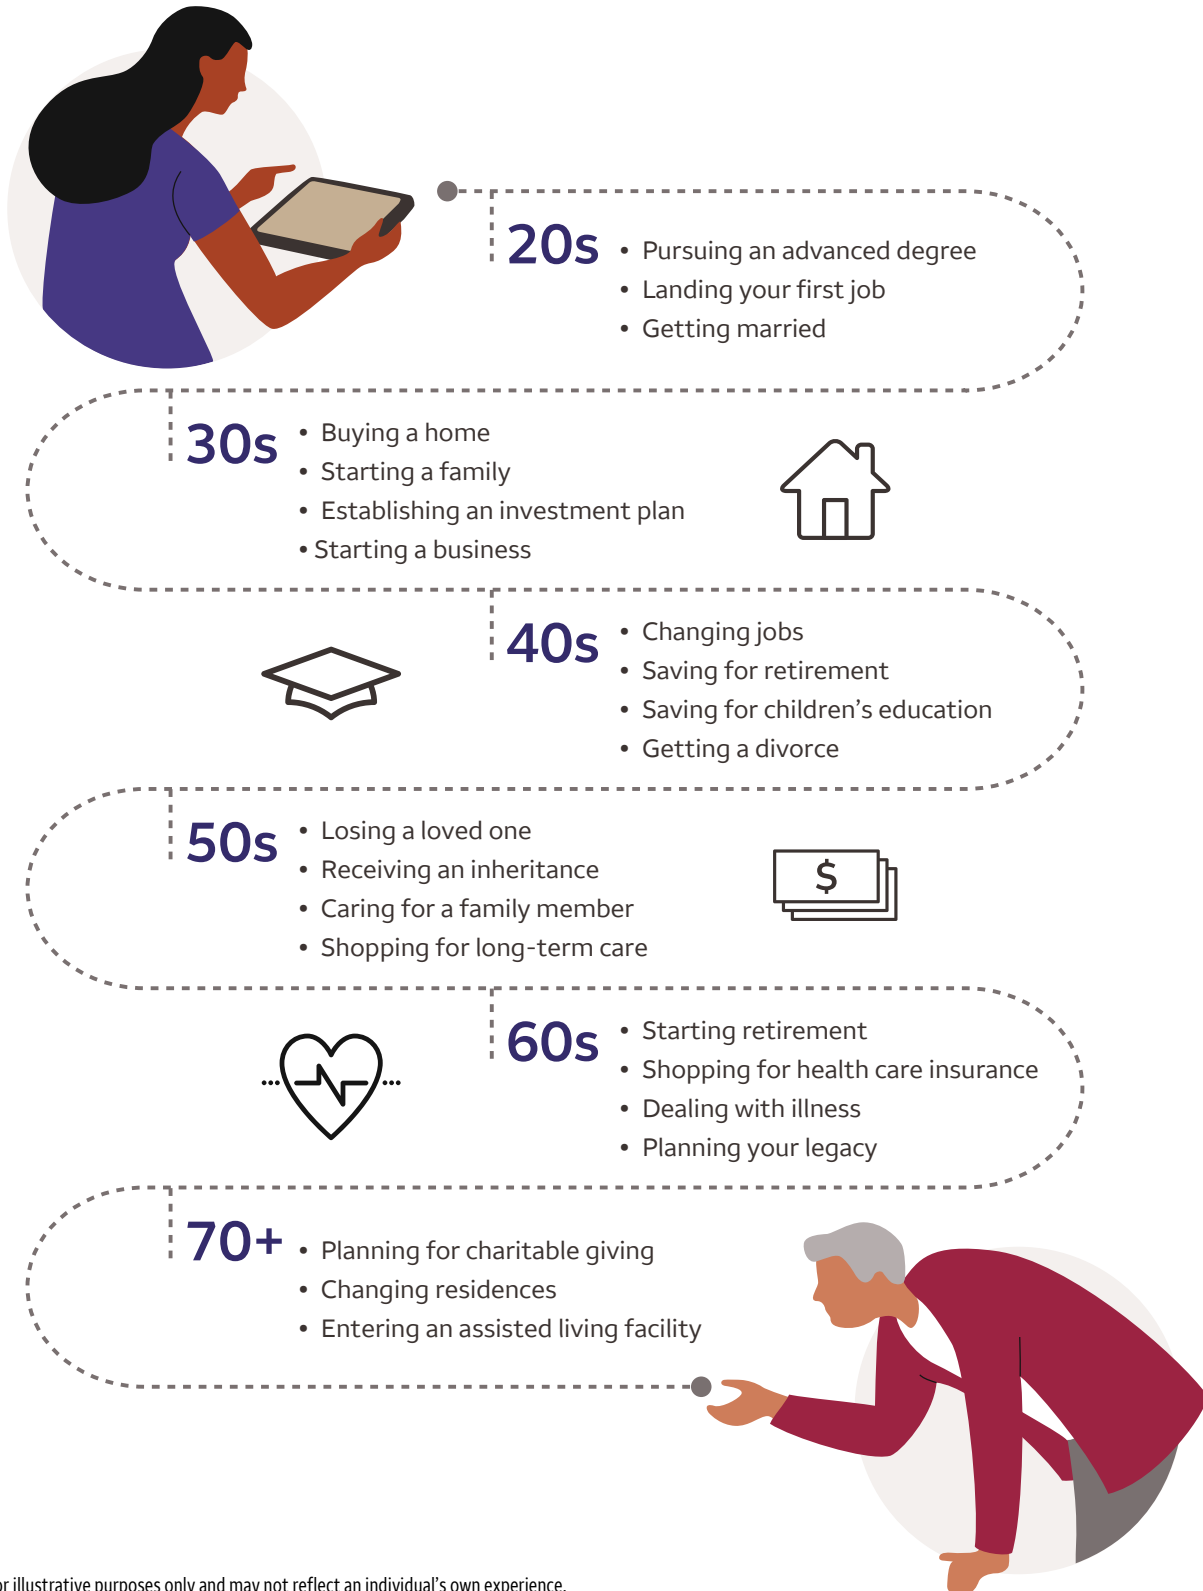 20s
• Pursuing an advanced degree
• Landing your first job
• Getting married
30s
• Buying a home
• Starting a family
• Establishing an investment plan
• Starting a business
40s
• Changing jobs
• Saving for retirement
• Saving for children’s education
• Getting a divorce
50s
• Losing a loved one
• Receiving an inheritance
• Caring for a family member
• Shopping for long-term care
$
60s
• Starting retirement
• Shopping for health care insurance
• Dealing with illness
• Planning your legacy
70+
• Planning for charitable giving
• Changing residences
• Entering an assisted living facility
illustrative purposes only and may not reflect an individual’s own experience.